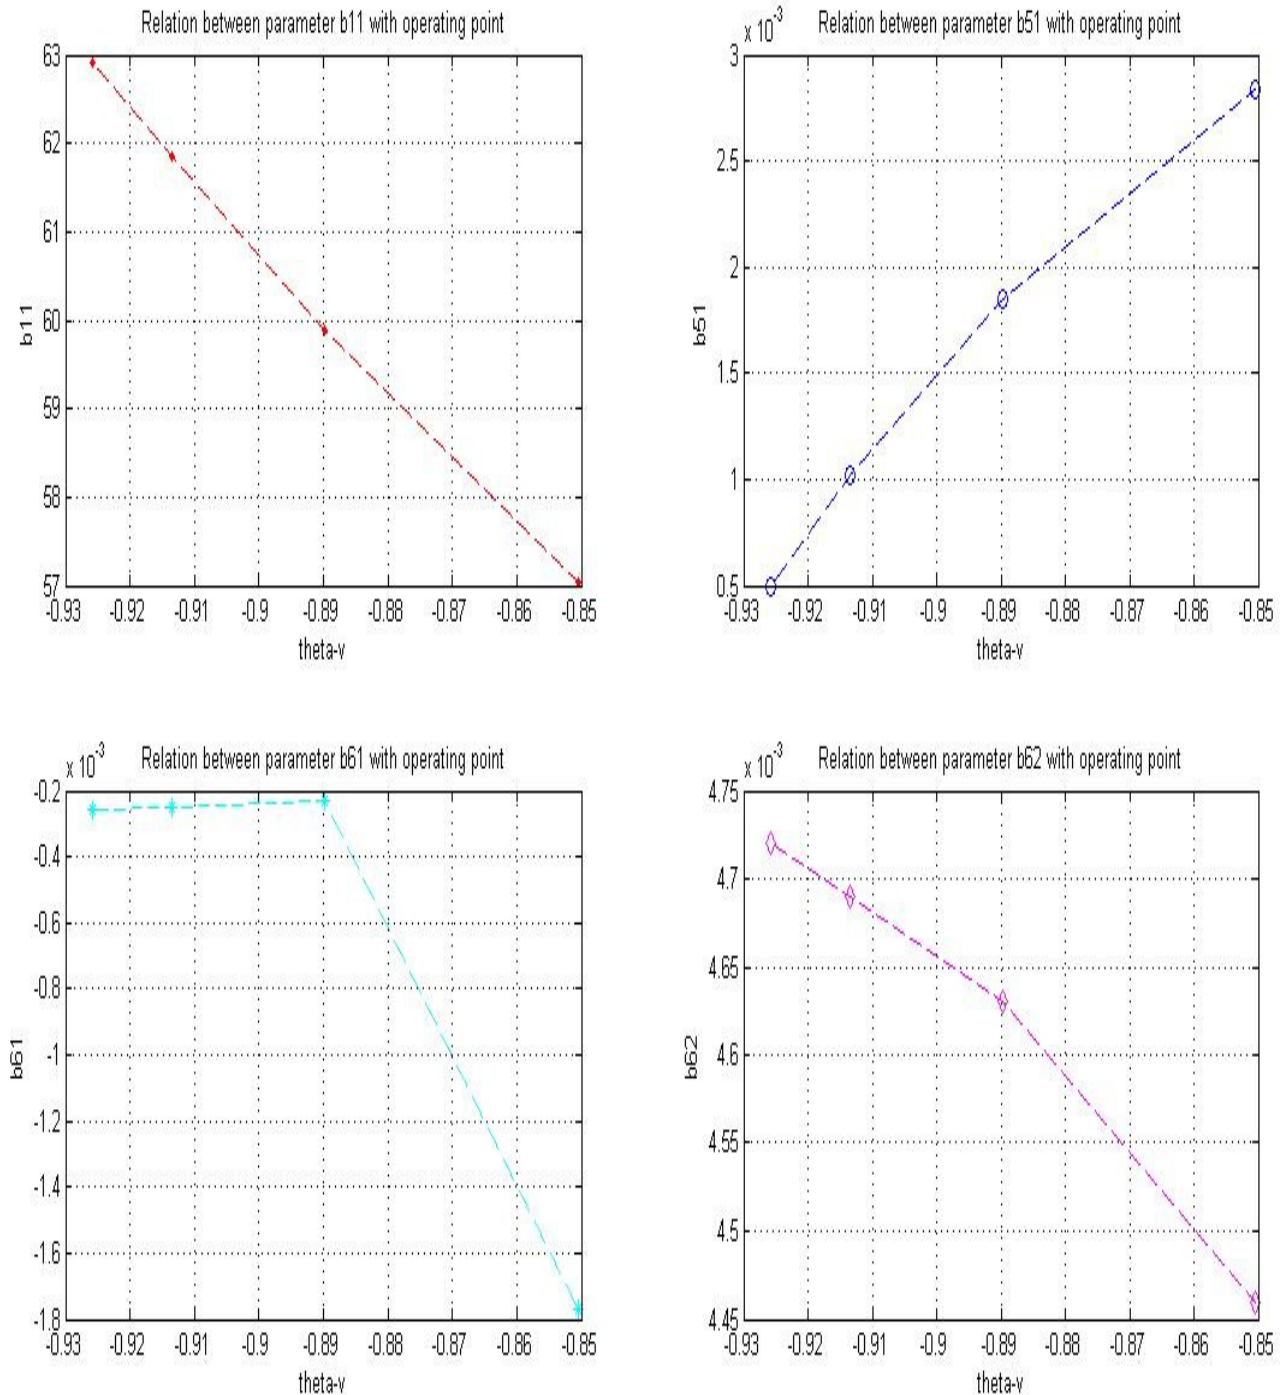 Relation between parameter b11 with operating point
63
62
61
60
59
58
57
b11
-0.93 -0.92 -0.91 -0.9 -0.89 -0.88 -0.87 -0.86 -0.85
theta-v
x 10-3
Relation between parameter b51 with operating point
3
2.5
2
1.5
1
0.5
b51
-0.93 -0.92 -0.91 -0.9 -0.89 -0.88 -0.87 -0.86 -0.85
theta-v
x 10-3
Relation between parameter b61 with operating point
-0.2
-0.4
-0.6
-0.8
-1
-1.2
-1.4
-1.6
-1.8
b61
-0.93 -0.92 -0.91 -0.9 -0.89 -0.88 -0.87 -0.86 -0.85
theta-v
x 10-3
Relation between parameter b62 with operating point
4.75
4.7
4.65
4.6
4.55
4.5
4.45
b62
-0.93 -0.92 -0.91 -0.9 -0.89 -0.88 -0.87 -0.86 -0.85
theta-v